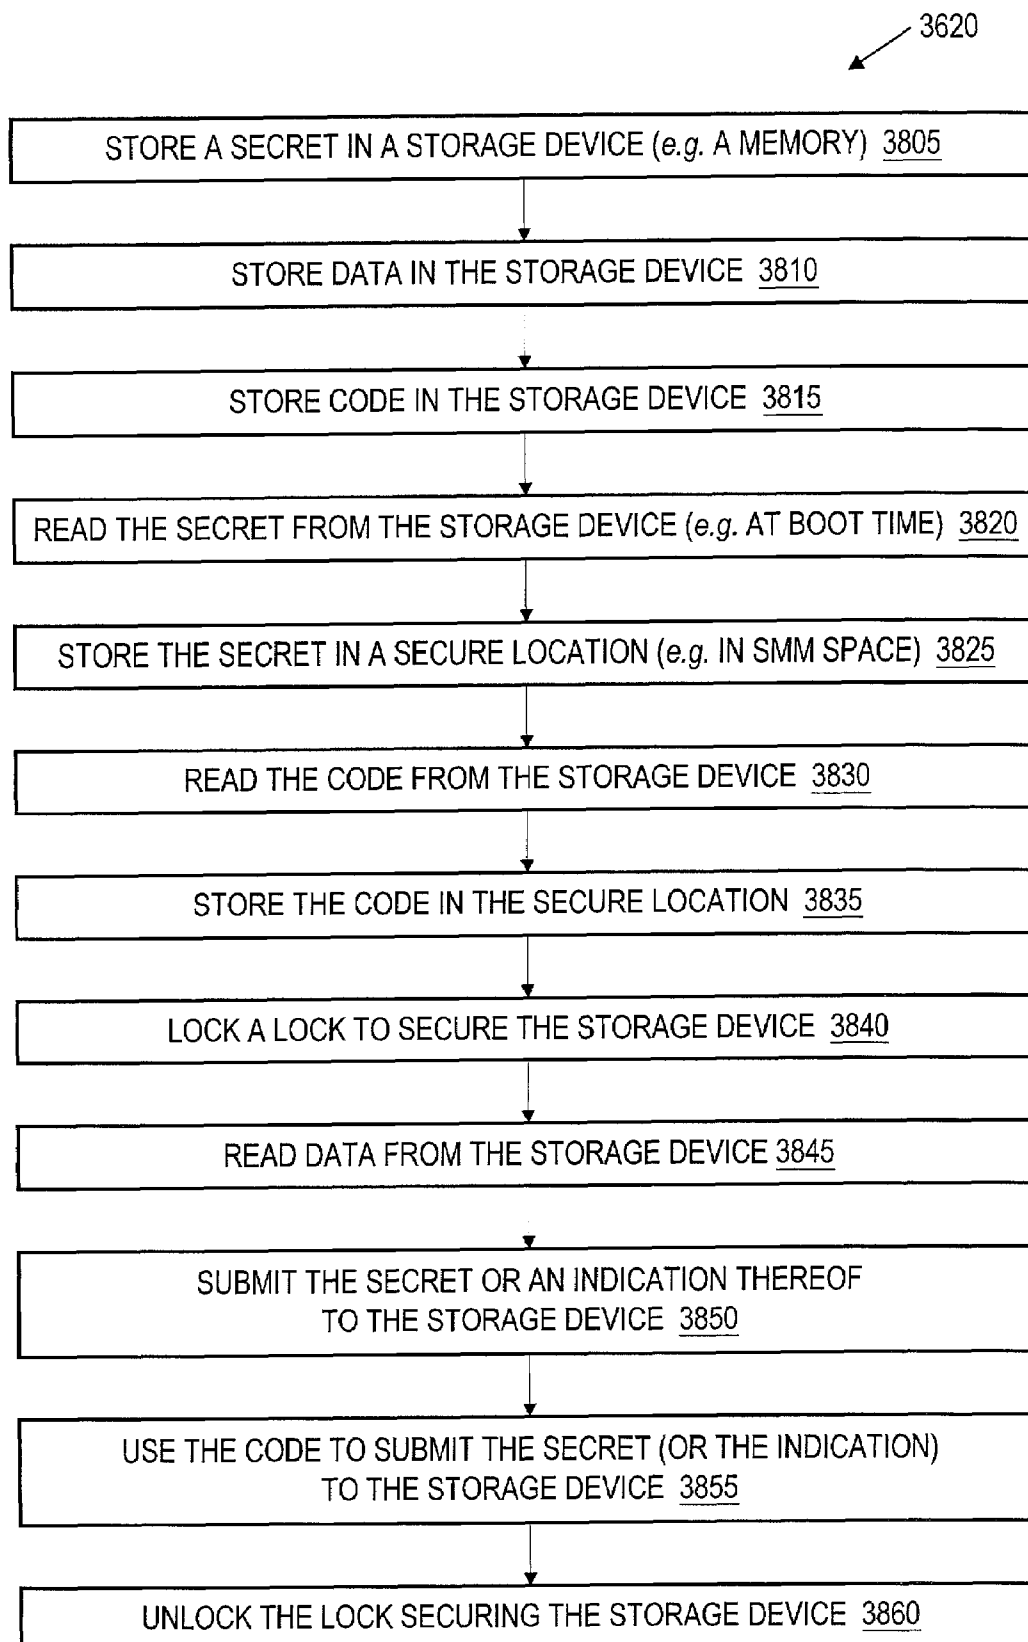 3620
STORE A SECRET IN A STORAGE DEVICE (e.g. A MEMORY) 3805
STORE DATA IN THE STORAGE DEVICE 3810
STORE CODE IN THE STORAGE DEVICE 3815
READ THE SECRET FROM THE STORAGE DEVICE (e.g. AT BOOT TIME) 3820
STORE THE SECRET IN A SECURE LOCATION (e.g. IN SMM SPACE) 3825
READ THE CODE FROM THE STORAGE DEVICE 3830
STORE THE CODE IN THE SECURE LOCATION 3835
LOCK A LOCK TO SECURE THE STORAGE DEVICE 3840
READ DATA FROM THE STORAGE DEVICE 3845
SUBMIT THE SECRET OR AN INDICATION THEREOF
TO THE STORAGE DEVICE 3850
USE THE CODE TO SUBMIT THE SECRET (OR THE INDICATION)
TO THE STORAGE DEVICE 3855
UNLOCK THE LOCK SECURING THE STORAGE DEVICE 3860